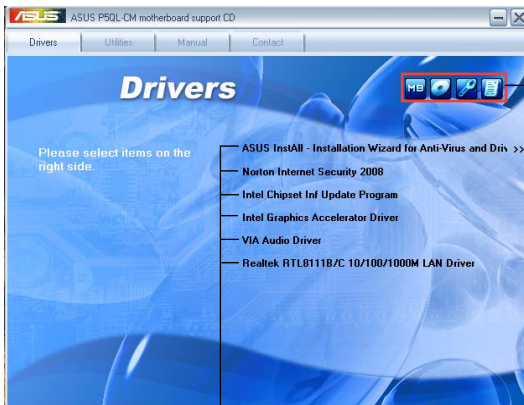 ASUS ASUS P5QL-CM motherboard support CD
Drivers Utilities Manual Contact
Drivers
MB
Please select items on the
right side.
ASUS InstAll - Installation Wizard for Anti-Virus and Driv >>
Norton Internet Security 2008
Intel Chipset Inf Update Program
Intel Graphics Accelerator Driver
VIA Audio Driver
Realtek RTL8111B/C 10/100/1000M LAN Driver